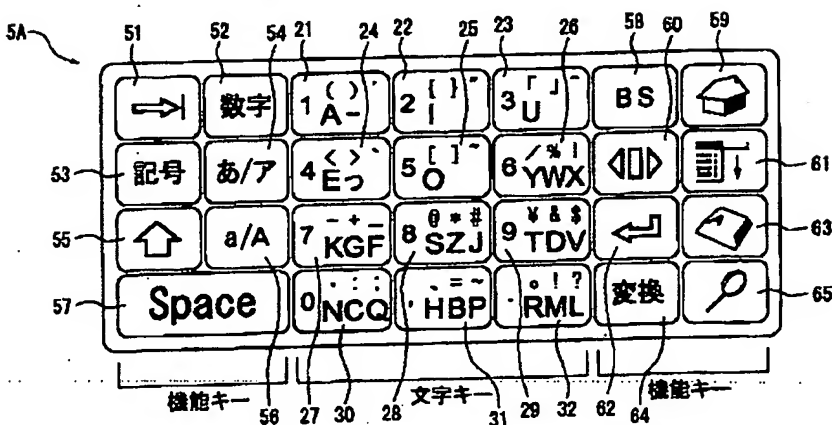 5A
51 52 54 21 24 22 25 23 26 58 60 59
数字 1 ( ) A- 2 { } I 3 「 」 U BS
53 記号 あ/ア 4 < > Eっ 5 [ ] O 6 / % | YWX 61
55 a/A 7 - + _ KGF 8 @ * # SZJ 9 ¥ & $ TDV 63
57 Space 0 . : ; NCQ , 、 = ~ HBP . 。 ! ? RML 変換 65
機能キー 56 27 30 28 文字キー 31 29 32 62 64 機能キー